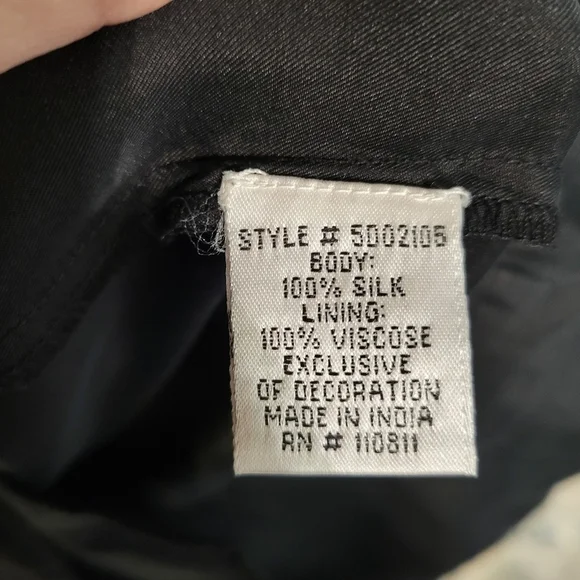 STYLE # 5D02106
BODY:
100% SILK
LINING:
100% VISCOSE
EXCLUSIVE
OF DECORATION
MADE IN INDIA
RN # 110811